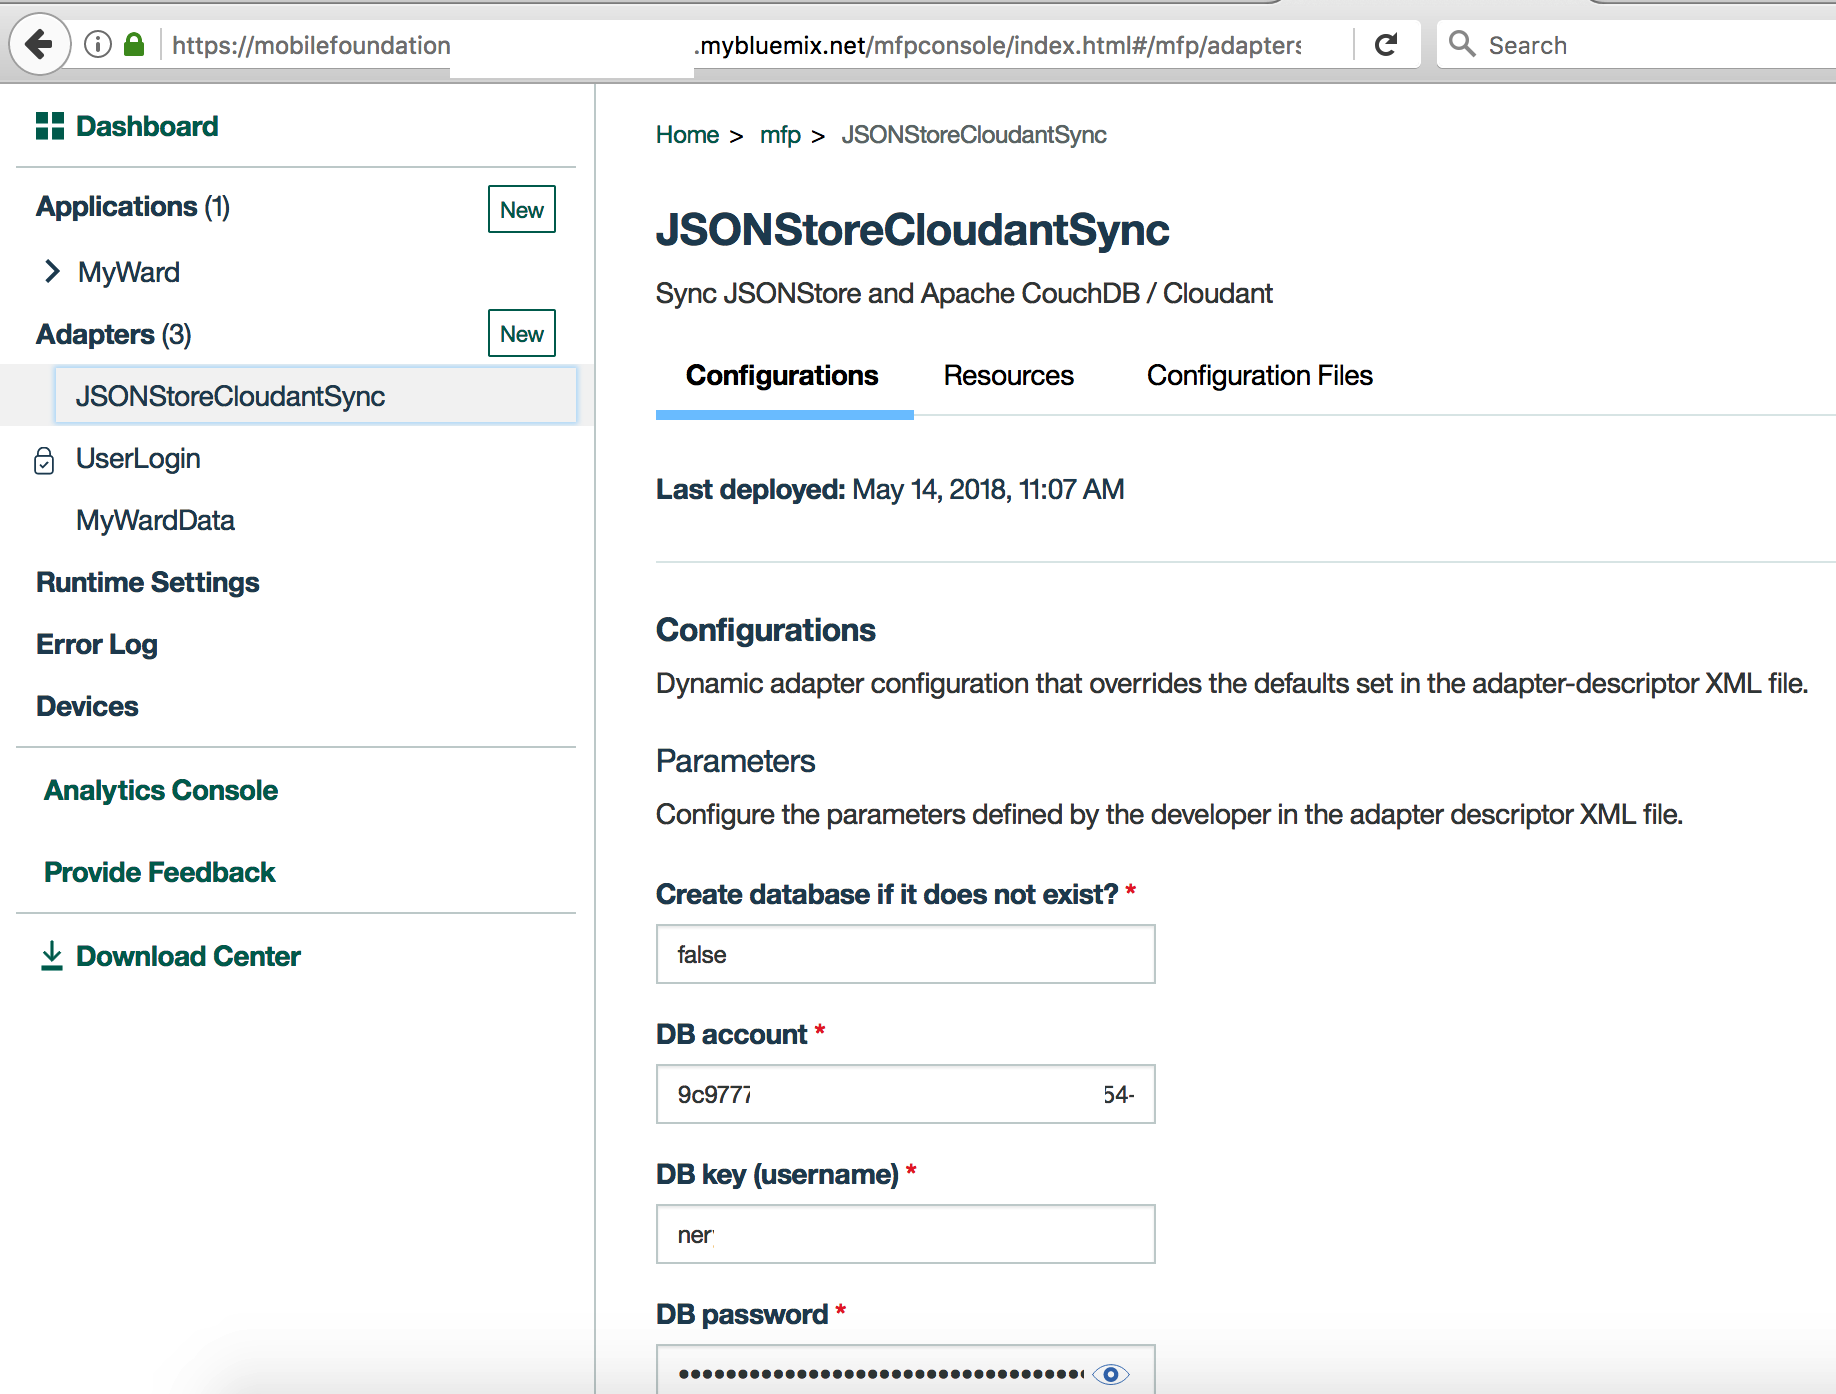 https://mobilefoundation .mybluemix.net/mfpconsole/index.html#/mfp/adapters
Search
Dashboard
Applications (1)
New
MyWard
Adapters (3)
New
JSONStoreCloudantSync
UserLogin
MyWardData
Runtime Settings
Error Log
Devices
Analytics Console
Provide Feedback
Download Center
Home > mfp > JSONStoreCloudantSync
JSONStoreCloudantSync
Sync JSONStore and Apache CouchDB / Cloudant
Configurations Resources Configuration Files
Last deployed: May 14, 2018, 11:07 AM
Configurations
Dynamic adapter configuration that overrides the defaults set in the adapter-descriptor XML file.
Parameters
Configure the parameters defined by the developer in the adapter descriptor XML file.
Create database if it does not exist? *
false
DB account *
9c9777 54-
DB key (username) *
ner
DB password *